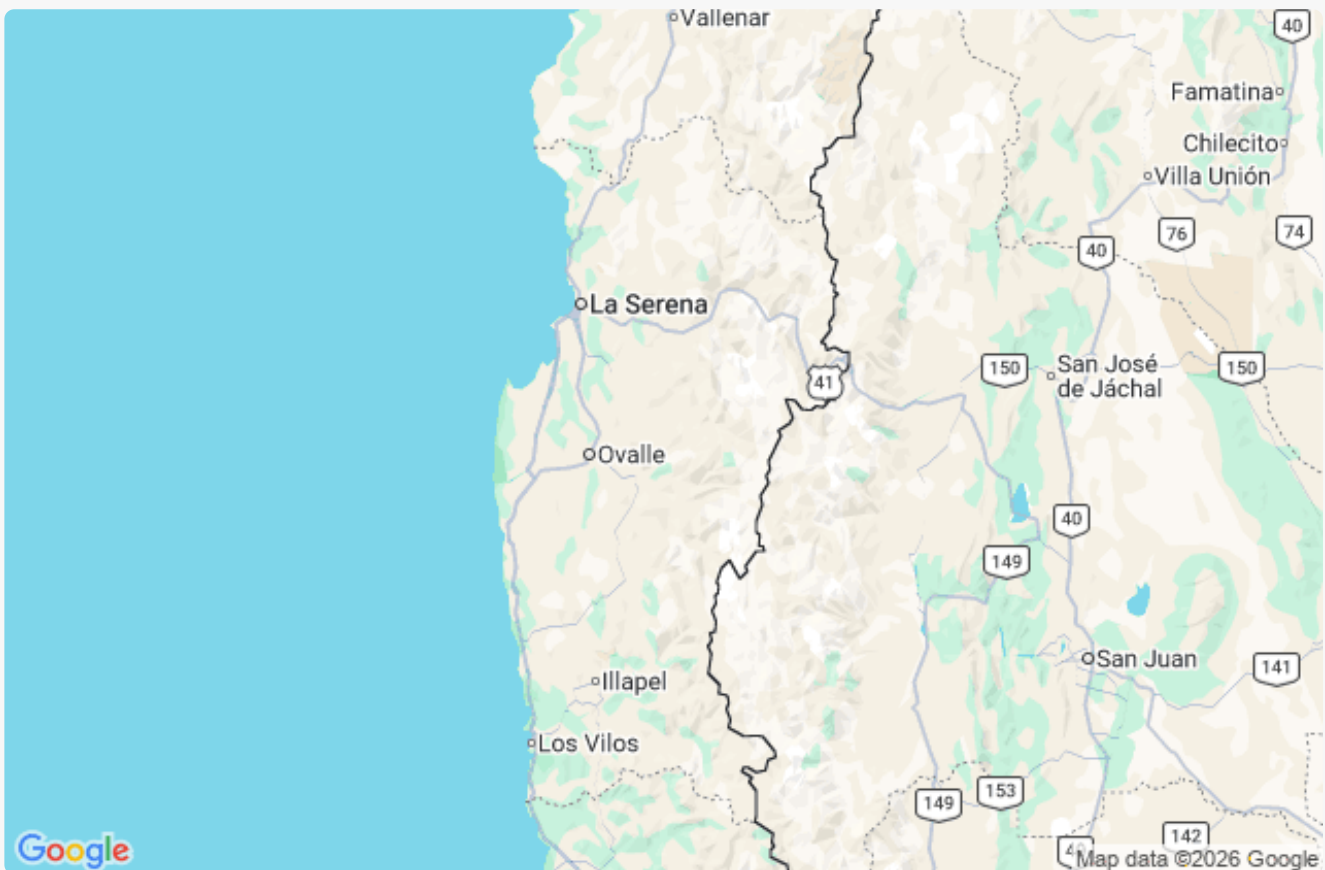 Vallenar
40
Famatina
Chilecito
Villa Unión
76
74
40
La Serena
150
San José
de Jáchal
150
41
Ovalle
40
149
San Juan
141
Illapel
Los Vilos
153
149
142
40
Google
Map data ©2026 Google